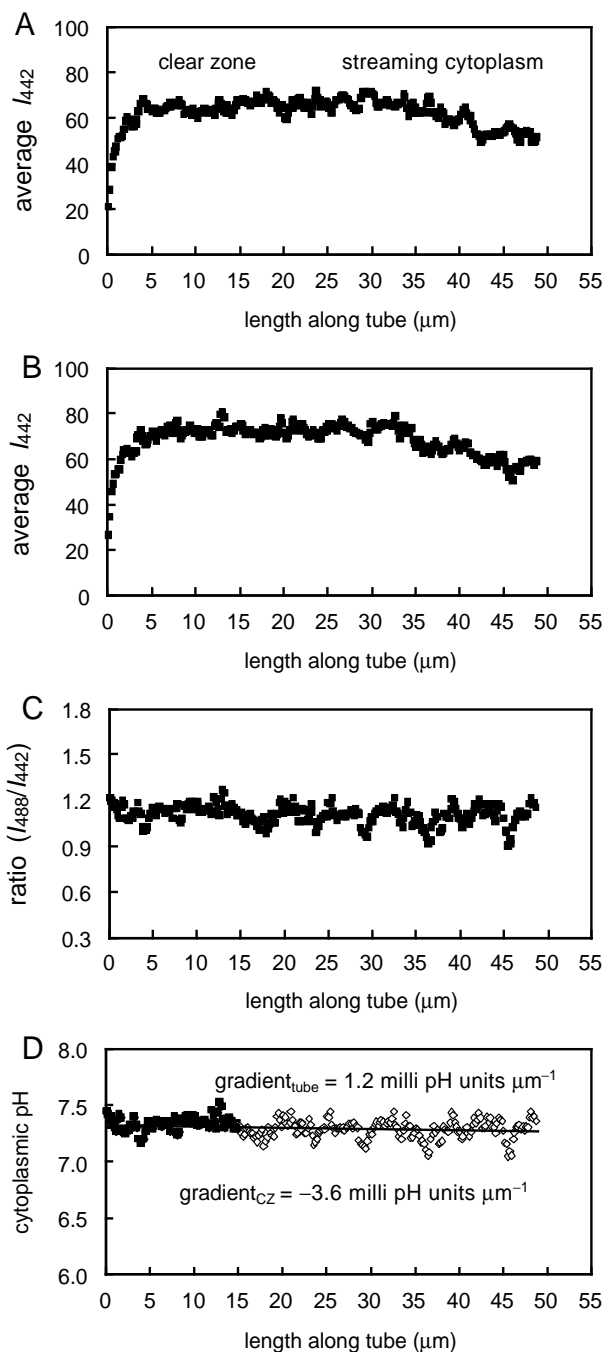 A
100
80
60
40
20
0
average I442
clear zone
streaming cytoplasm
0 5 10 15 20 25 30 35 40 45 50 55
length along tube (μm)
B
100
80
60
40
20
0
average I442
0 5 10 15 20 25 30 35 40 45 50 55
length along tube (μm)
C
1.8
1.5
1.2
0.9
0.6
0.3
ratio (I488/I442)
0 5 10 15 20 25 30 35 40 45 50 55
length along tube (μm)
D
8.0
7.5
7.0
6.5
6.0
cytoplasmic pH
gradienttube = 1.2 milli pH units μm−1
gradientCZ = −3.6 milli pH units μm−1
0 5 10 15 20 25 30 35 40 45 50 55
length along tube (μm)